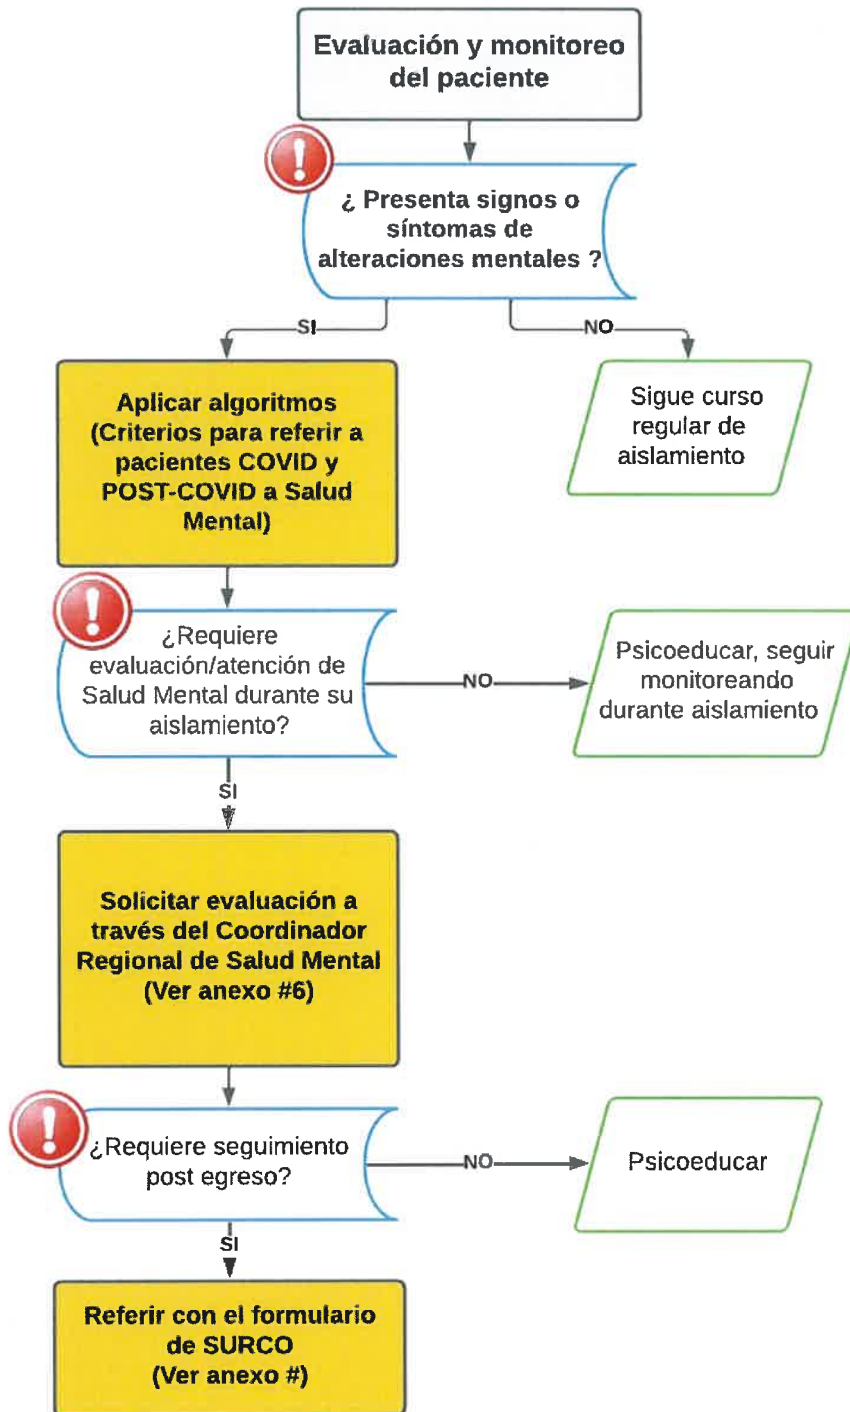 Evaluación y monitoreo
del paciente
¿ Presenta signos o
síntomas de
alteraciones mentales ?
SI
NO
Aplicar algoritmos
(Criterios para referir a
pacientes COVID y
POST-COVID a Salud
Mental)
Sigue curso
regular de
aislamiento
¿Requiere
evaluación/atención de
Salud Mental durante su
aislamiento?
NO
Psicoeducar, seguir
monitoreando
durante aislamiento
SI
Solicitar evaluación a
través del Coordinador
Regional de Salud Mental
(Ver anexo #6)
¿Requiere seguimiento
post egreso?
NO
Psicoeducar
SI
Referir con el formulario
de SURCO
(Ver anexo #)